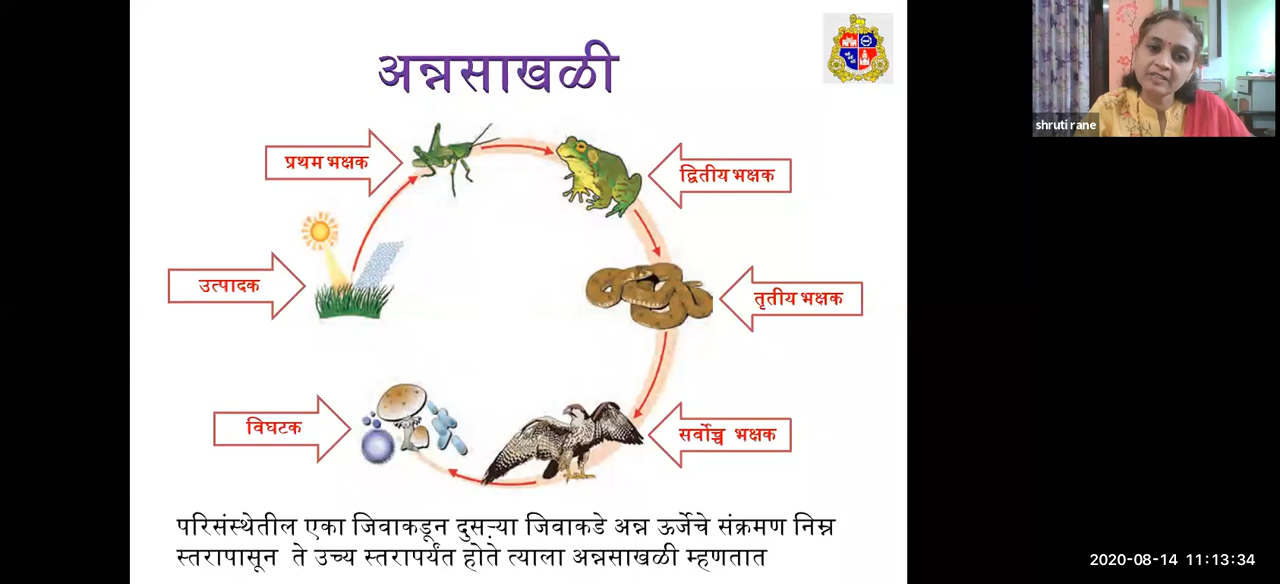 अन्नसाखळी
shruti rane
प्रथम भक्षक
द्वितीय भक्षक
उत्पादक
तृतीय भक्षक
विघटक
सर्वोच्च भक्षक
परिसंस्थेतील एका जिवाकडून दुसऱ्या जिवाकडे अन्न ऊर्जेचे संक्रमण निम्न
स्तरापासून ते उच्य स्तरापर्यंत होते त्याला अन्नसाखळी म्हणतात
2020-08-14 11:13:34